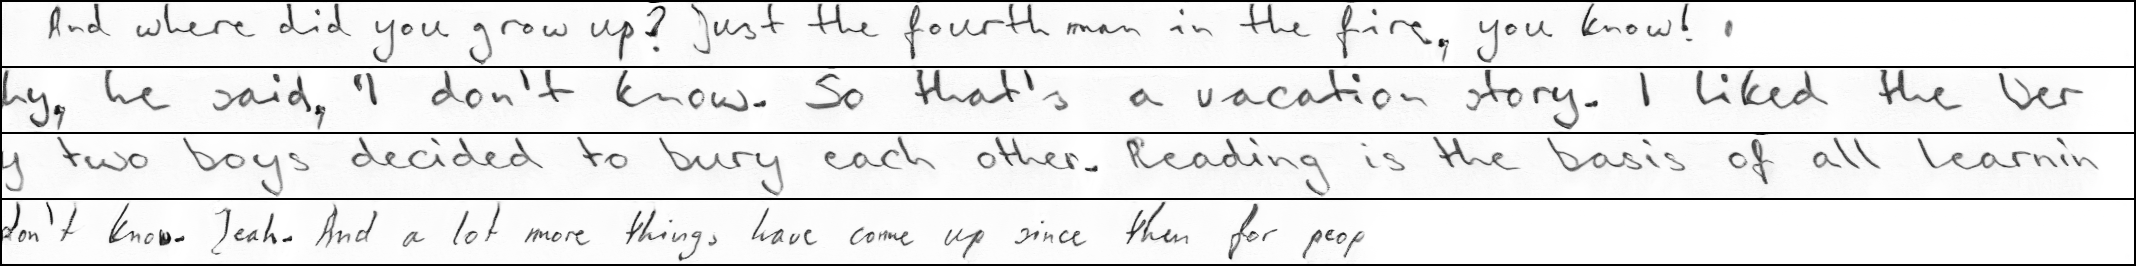 And where did you grow up? Just the fourth man in the fire, you know!
hy, he said, "I don't know. So that's a vacation story. I liked the Ber
y two boys decided to bury each other. Reading is the basis of all learnin
don't know. Yeah. And a lot more things have come up since then for peop